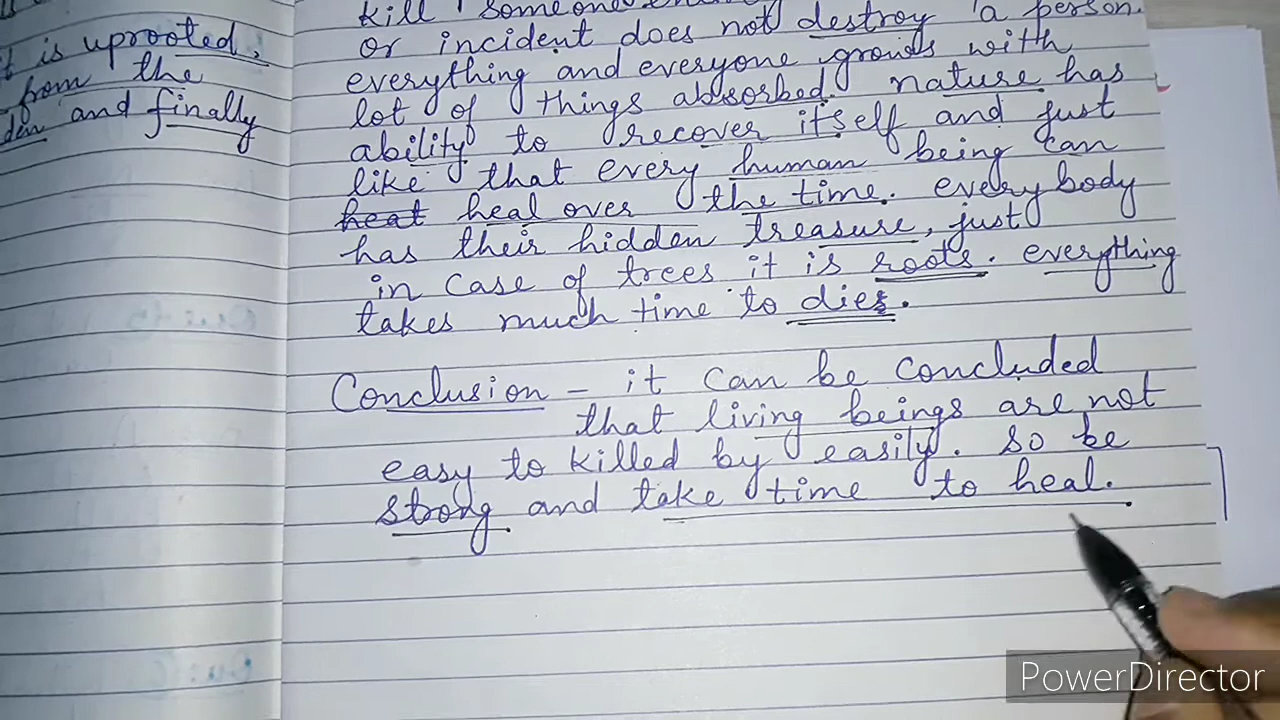 it is uprooted,
from the
den and finally
kill someone
or incident does not destroy a person.
everything and everyone grows with
lot of things absorbed. nature has
ability to recover itself and just
like that every human being can
heat heal over the time. everybody
has their hidden treasure, just
in case of trees it is roots. everything
takes much time to dies.
Conclusion - it can be concluded
that living beings are not
easy to killed by easily. so be
strong and take time to heal.
PowerDirector